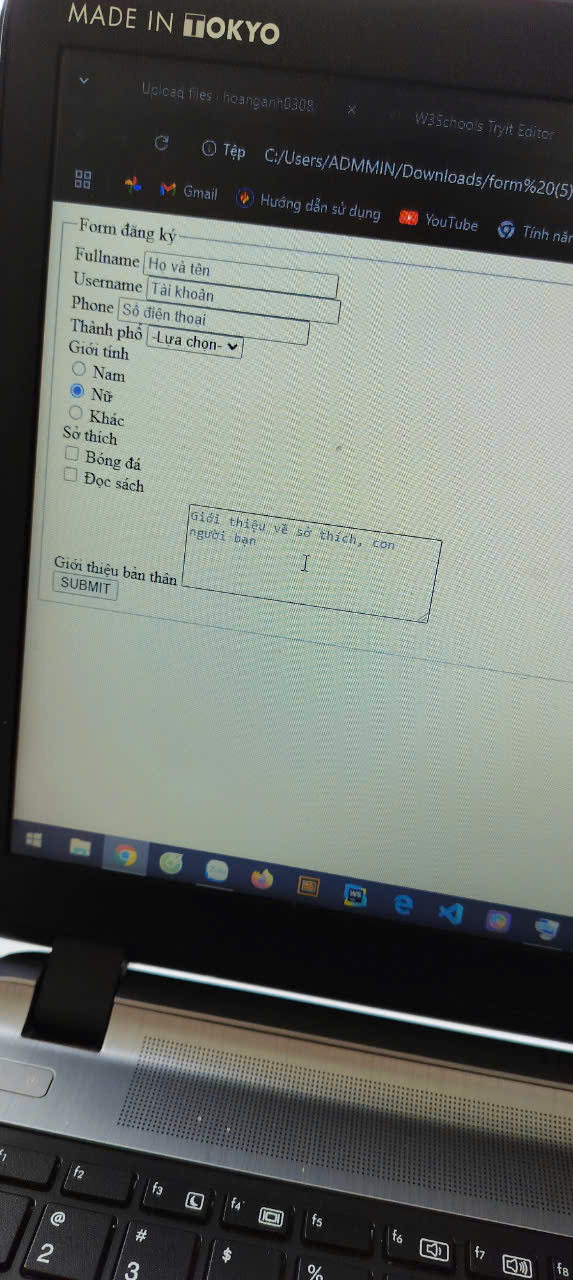 MADE IN TOKYO
Upload files · hoanganh0308
W3Schools Tryit Editor
Tệp C:/Users/ADMMIN/Downloads/form%20(5)
Gmail Hướng dẫn sử dụng YouTube Tính năn
Form đăng ký
Fullname Họ và tên
Username Tài khoản
Phone Số điện thoại
Thành phố -Lựa chọn-
Giới tính
Nam
Nữ
Khác
Sở thích
Bóng đá
Đọc sách
Giới thiệu về sở thích, con
người bạn
Giới thiệu bản thân
SUBMIT
f1 f2 f3 f4 f5 f6 f7 f8
@ # $ %
2 3